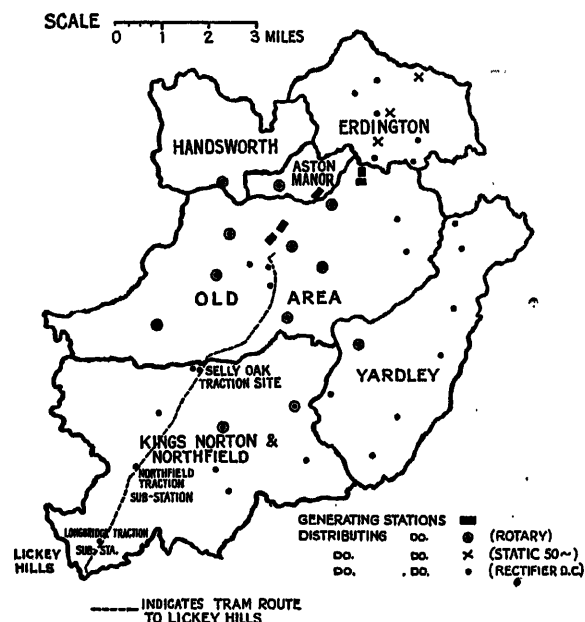 SCALE
0 1 2 3 MILES
ERDINGTON
HANDSWORTH
ASTON
MANOR
OLD AREA
YARDLEY
SELLY OAK
TRACTION SITE
KINGS NORTON &
NORTHFIELD
NORTHFIELD
TRACTION
SUB-STATION
LONGBRIDGE TRACTION
SUB-STA.
LICKEY
HILLS
GENERATING STATIONS
DISTRIBUTING DO. (ROTARY)
DO. DO. × (STATIC 50~)
DO. DO. • (RECTIFIER D.C.)
INDICATES TRAM ROUTE
TO LICKEY HILLS